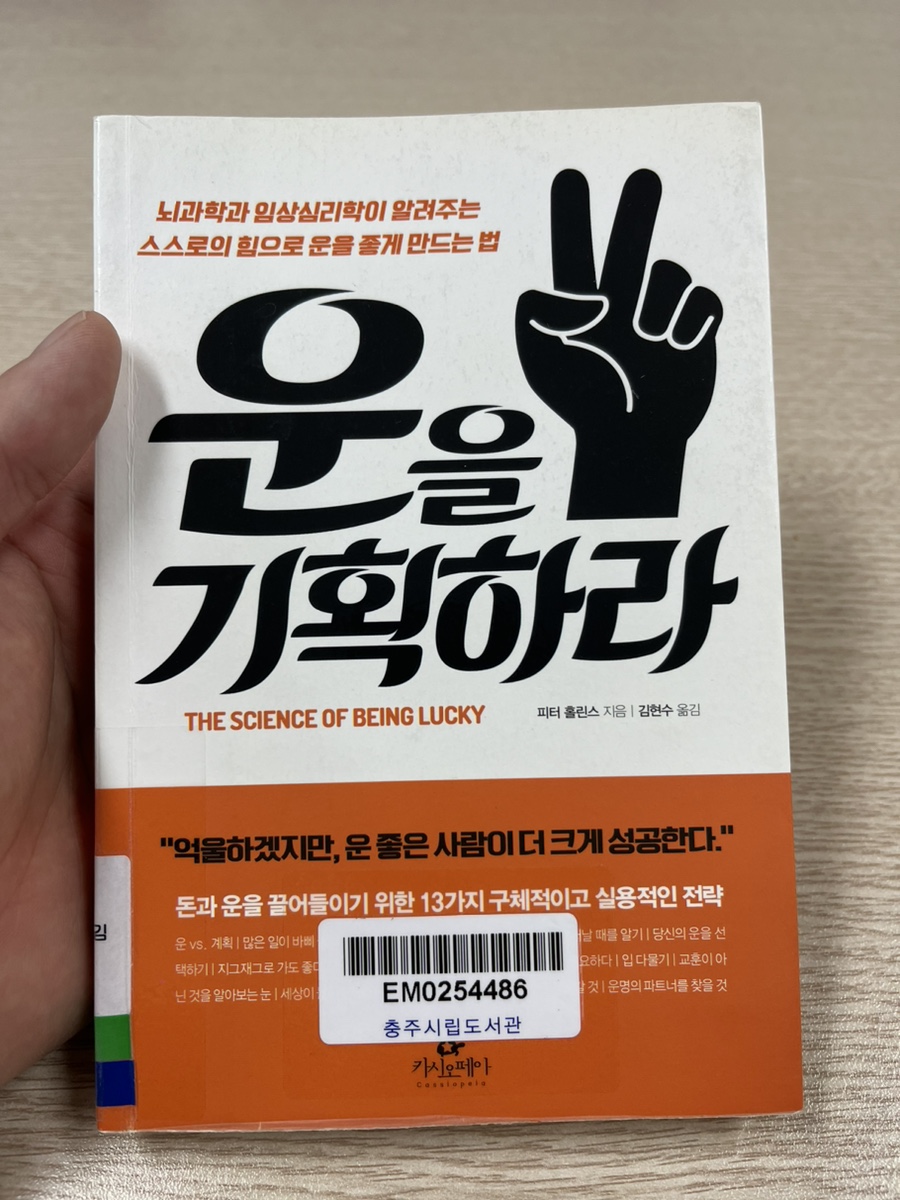 뇌과학과 임상심리학이 알려주는
스스로의 힘으로 운을 좋게 만드는 법
운을
기획하라
THE SCIENCE OF BEING LUCKY
피터 홀린스 지음 | 김현수 옮김
"억울하겠지만, 운 좋은 사람이 더 크게 성공한다."
돈과 운을 끌어들이기 위한 13가지 구체적이고 실용적인 전략
운 vs. 계획 | 많은 일이 바삐 날 때를 알기 | 당신의 운을 선
택하기 | 지그재그로 가도 좋다 요하다 | 입 다물기 | 교훈이 아
닌 것을 알아보는 눈 | 세상이 할 것 | 운명의 파트너를 찾을 것
EM0254486
충주시립도서관
카시오페아
Cassiopeia
김